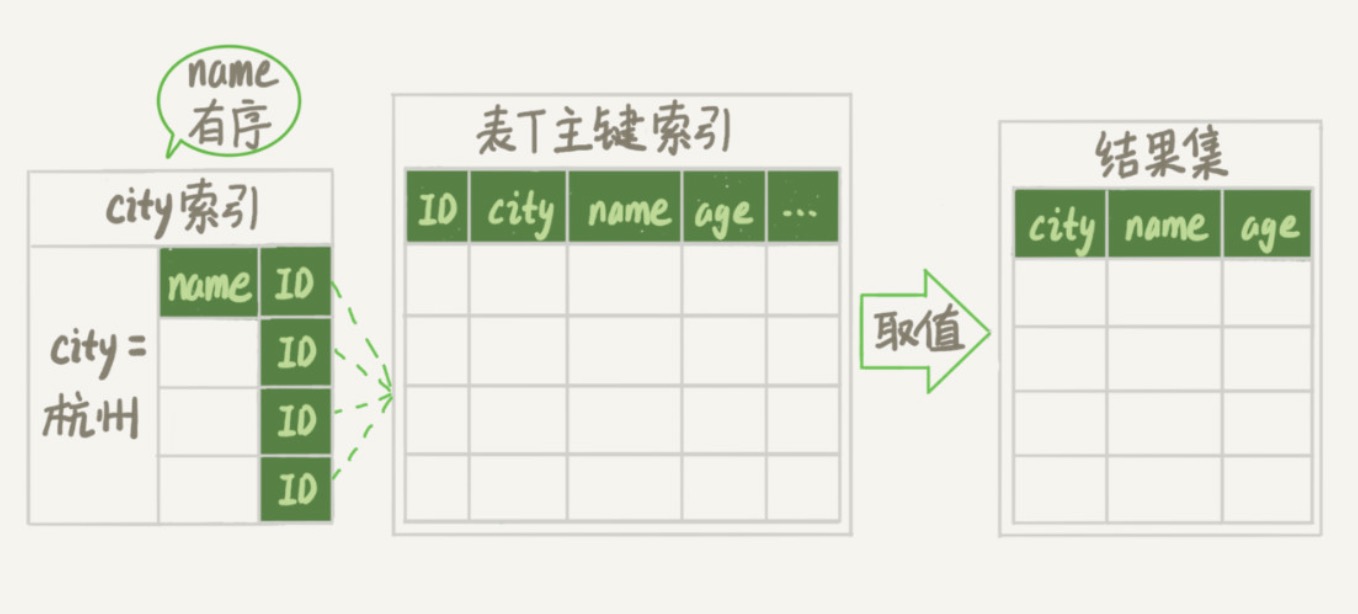 name
有序
city索引
name ID
city=
杭州
ID
ID
ID
表T主键索引
ID city name age ...
取值
结果集
city name age